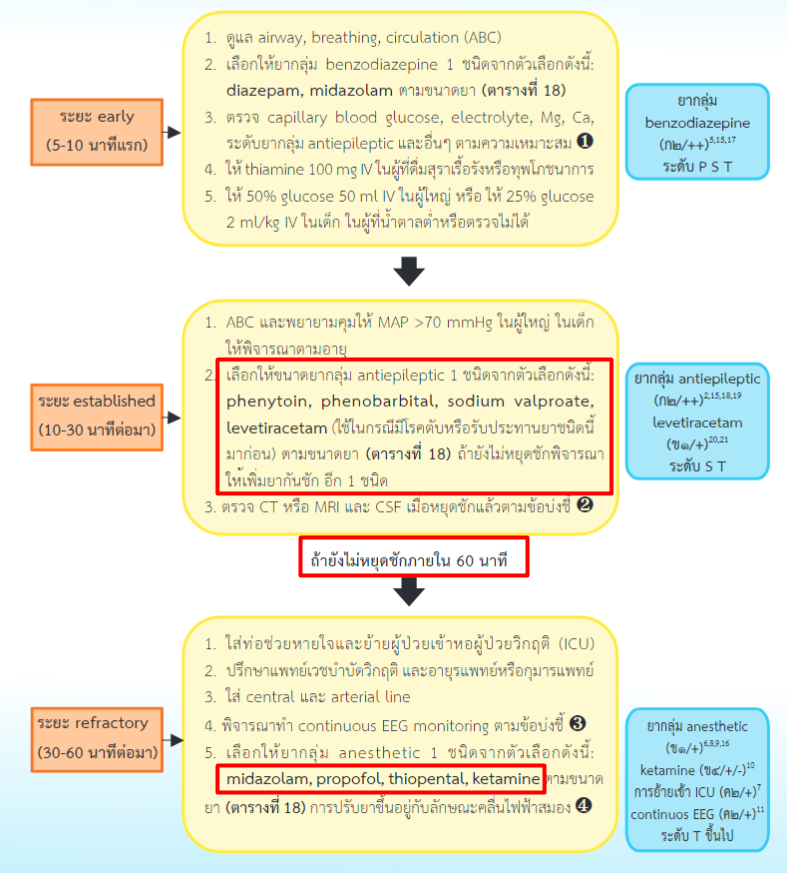 1. ดูแล airway, breathing, circulation (ABC)
2. เลือกให้ยากลุ่ม benzodiazepine 1 ชนิดจากตัวเลือกดังนี้:
diazepam, midazolam ตามขนาดยา (ตารางที่ 18)
3. ตรวจ capillary blood glucose, electrolyte, Mg, Ca,
ระดับยากลุ่ม antiepileptic และอื่นๆ ตามความเหมาะสม ❶
4. ให้ thiamine 100 mg IV ในผู้ที่ดื่มสุราเรื้อรังหรือทุพโภชนาการ
5. ให้ 50% glucose 50 ml IV ในผู้ใหญ่ หรือ ให้ 25% glucose
2 ml/kg IV ในเด็ก ในผู้ที่น้ำตาลต่ำหรือตรวจไม่ได้
ระยะ early
(5-10 นาทีแรก)
ยากลุ่ม
benzodiazepine
(ก๒/++)5,15,17
ระดับ P S T
1. ABC และพยายามคุมให้ MAP >70 mmHg ในผู้ใหญ่ ในเด็ก
ให้พิจารณาตามอายุ
2. เลือกให้ขนาดยากลุ่ม antiepileptic 1 ชนิดจากตัวเลือกดังนี้:
phenytoin, phenobarbital, sodium valproate,
levetiracetam (ใช้ในกรณีมีโรคตับหรือรับประทานยาชนิดนี้
มาก่อน) ตามขนาดยา (ตารางที่ 18) ถ้ายังไม่หยุดชักพิจารณา
ให้เพิ่มยากันชัก อีก 1 ชนิด
3. ตรวจ CT หรือ MRI และ CSF เมื่อหยุดชักแล้วตามข้อบ่งชี้ ❷
ระยะ established
(10-30 นาทีต่อมา)
ยากลุ่ม antiepileptic
(ก๒/++)2,15,18,19
levetiracetam
(ข๑/+)20,21
ระดับ S T
ถ้ายังไม่หยุดชักภายใน 60 นาที
1. ใส่ท่อช่วยหายใจและย้ายผู้ป่วยเข้าหอผู้ป่วยวิกฤติ (ICU)
2. ปรึกษาแพทย์เวชบำบัดวิกฤติ และอายุรแพทย์หรือกุมารแพทย์
3. ใส่ central และ arterial line
4. พิจารณาทำ continuous EEG monitoring ตามข้อบ่งชี้ ❸
5. เลือกให้ยากลุ่ม anesthetic 1 ชนิดจากตัวเลือกดังนี้:
midazolam, propofol, thiopental, ketamine ตามขนาด
ยา (ตารางที่ 18) การปรับยาขึ้นอยู่กับลักษณะคลื่นไฟฟ้าสมอง ❹
ระยะ refractory
(30-60 นาทีต่อมา)
ยากลุ่ม anesthetic
(ข๑/+)6,8,9,16
ketamine (ข๔/+/-)10
การย้ายเข้า ICU (ค๒/+)7
continuos EEG (ค๒/+)11
ระดับ T ขึ้นไป